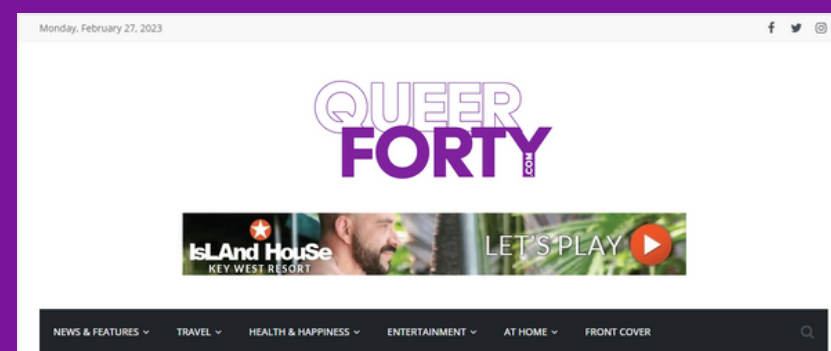 Monday, February 27, 2023
QUEER
FORTY
.COM
IsLAnd HouSe
KEY WEST RESORT
LET'S PLAY
NEWS & FEATURES TRAVEL HEALTH & HAPPINESS ENTERTAINMENT AT HOME FRONT COVER